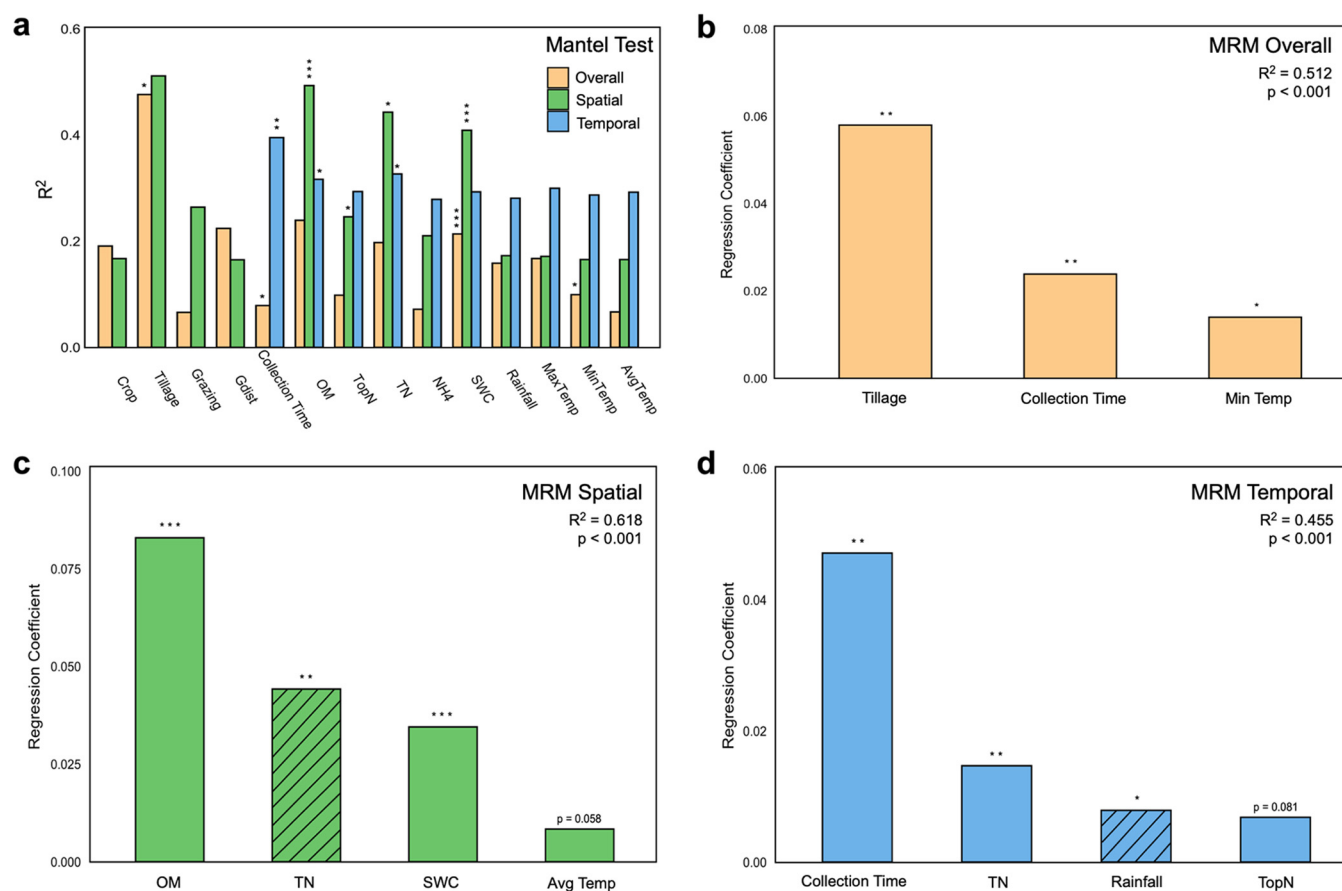 a
0.6
0.4
0.2
0.0
R2
Mantel Test
Overall
Spatial
Temporal
*
**
***
*
*
*
***
*
*
***
*
*
Crop
Tillage
Grazing
Gdist
Collection Time
OM
TopN
TN
NH4
SWC
Rainfall
MaxTemp
MinTemp
AvgTemp
b
MRM Overall
R2 = 0.512
p < 0.001
0.08
0.06
0.04
0.02
0.00
Regression Coefficient
**
**
*
Tillage
Collection Time
Min Temp
c
MRM Spatial
R2 = 0.618
p < 0.001
0.100
0.075
0.050
0.025
0.000
Regression Coefficient
***
**
***
p = 0.058
OM
TN
SWC
Avg Temp
d
MRM Temporal
R2 = 0.455
p < 0.001
0.06
0.04
0.02
0.00
Regression Coefficient
**
**
*
p = 0.081
Collection Time
TN
Rainfall
TopN